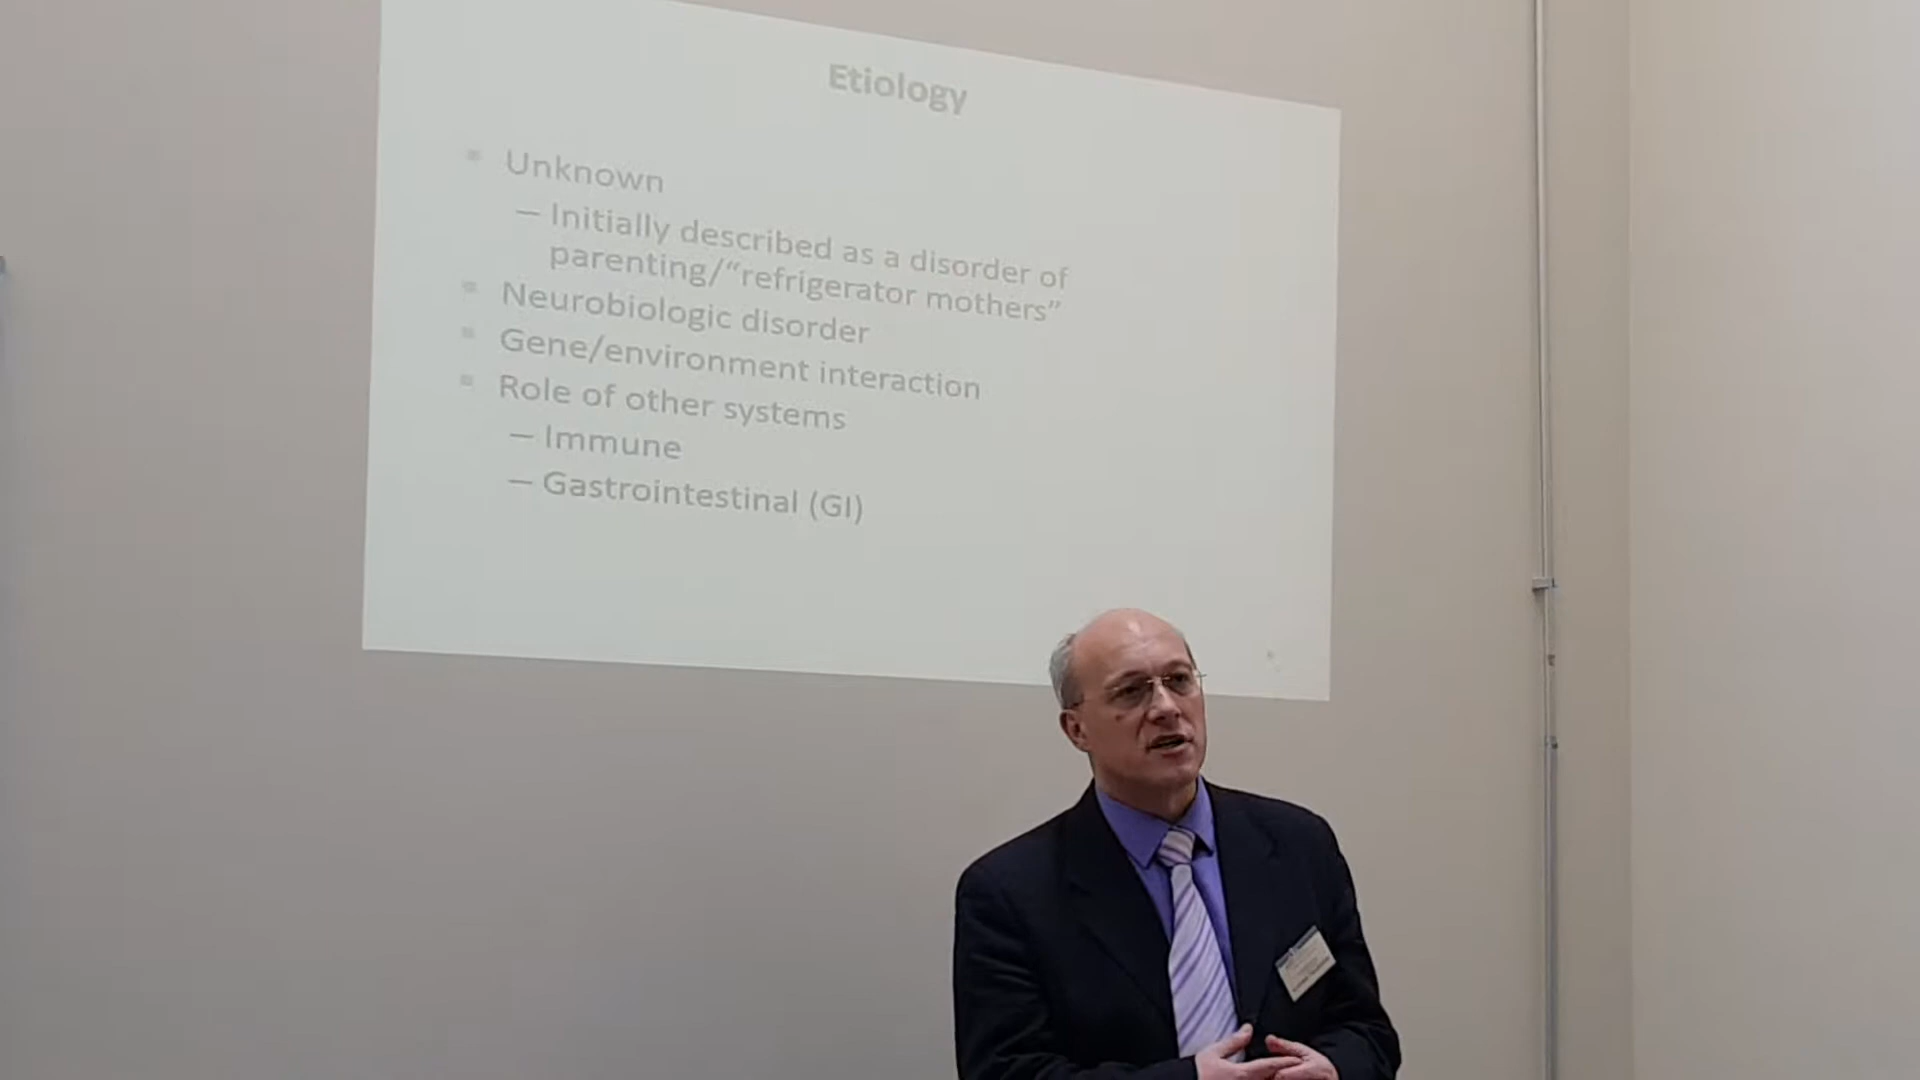 Etiology
Unknown
— Initially described as a disorder of
parenting/“refrigerator mothers”
Neurobiologic disorder
Gene/environment interaction
Role of other systems
— Immune
— Gastrointestinal (GI)